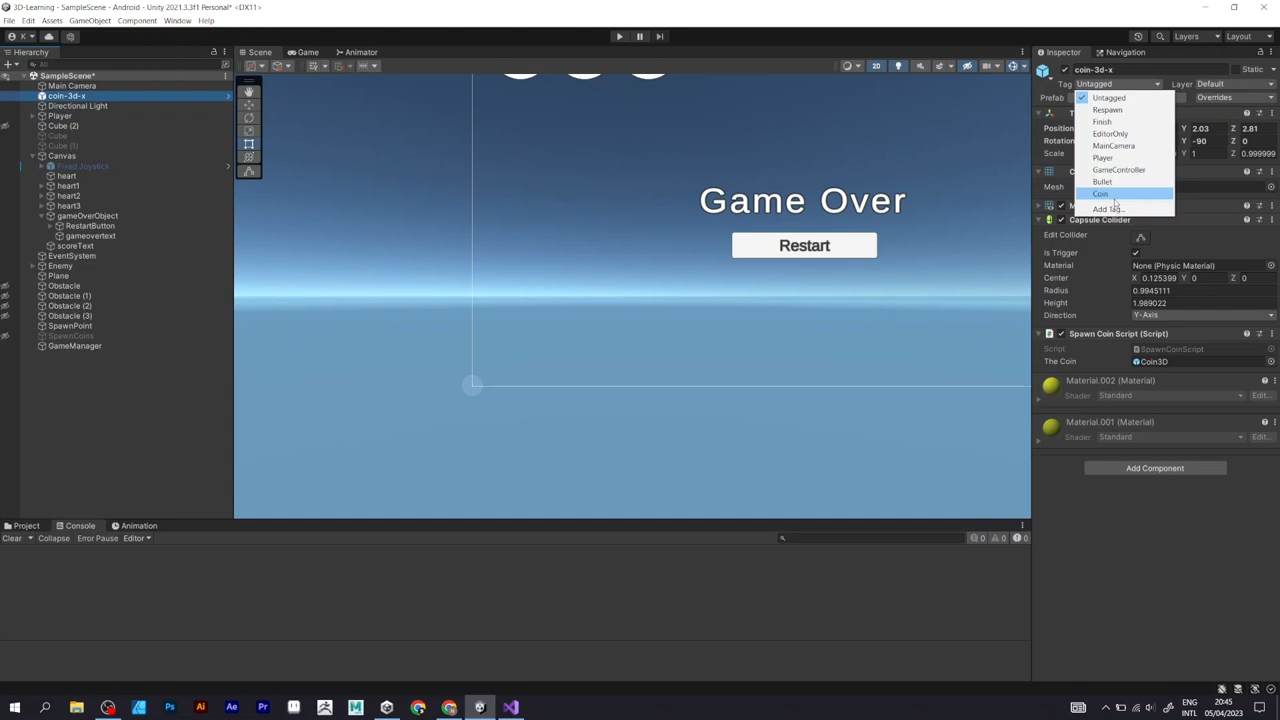 3D-Learning - SampleScene - Android - Unity 2021.3.3f1 Personal* <DX11>
File Edit Assets GameObject Component Window Help
K Layers Layout
Hierarchy Scene Game Animator Inspector Navigation
All
2D
SampleScene*
Main Camera
coin-3d-x
Directional Light
Player
Cube (2)
Cube
Cube (1)
Canvas
Fixed Joystick
heart
heart1
heart2
heart3
gameOverObject
RestartButton
gameovertext
scoreText
EventSystem
Enemy
Plane
Obstacle
Obstacle (1)
Obstacle (2)
Obstacle (3)
SpawnPoint
SpawnCoins
GameManager
Game Over
Restart
coin-3d-x Static
Tag Untagged Layer Default
Prefab Overrides
Untagged
Respawn
Finish
EditorOnly
MainCamera
Player
GameController
Bullet
Coin
Add Tag...
Position Y 2.03 Z 2.81
Rotation Y -90 Z 0
Scale Y 1 Z 0.999999
Mesh
Capsule Collider
Edit Collider
Is Trigger
Material None (Physic Material)
Center X 0.125399 Y 0 Z 0
Radius 0.9945111
Height 1.989022
Direction Y-Axis
Spawn Coin Script (Script)
Script SpawnCoinScript
The Coin Coin3D
Material.002 (Material)
Shader Standard Edit...
Material.001 (Material)
Shader Standard Edit...
Add Component
Project Console Animation
Clear Collapse Error Pause Editor 0 0 0
Ps Ai Ae Pr
ENG
INTL
20:45
05/04/2023